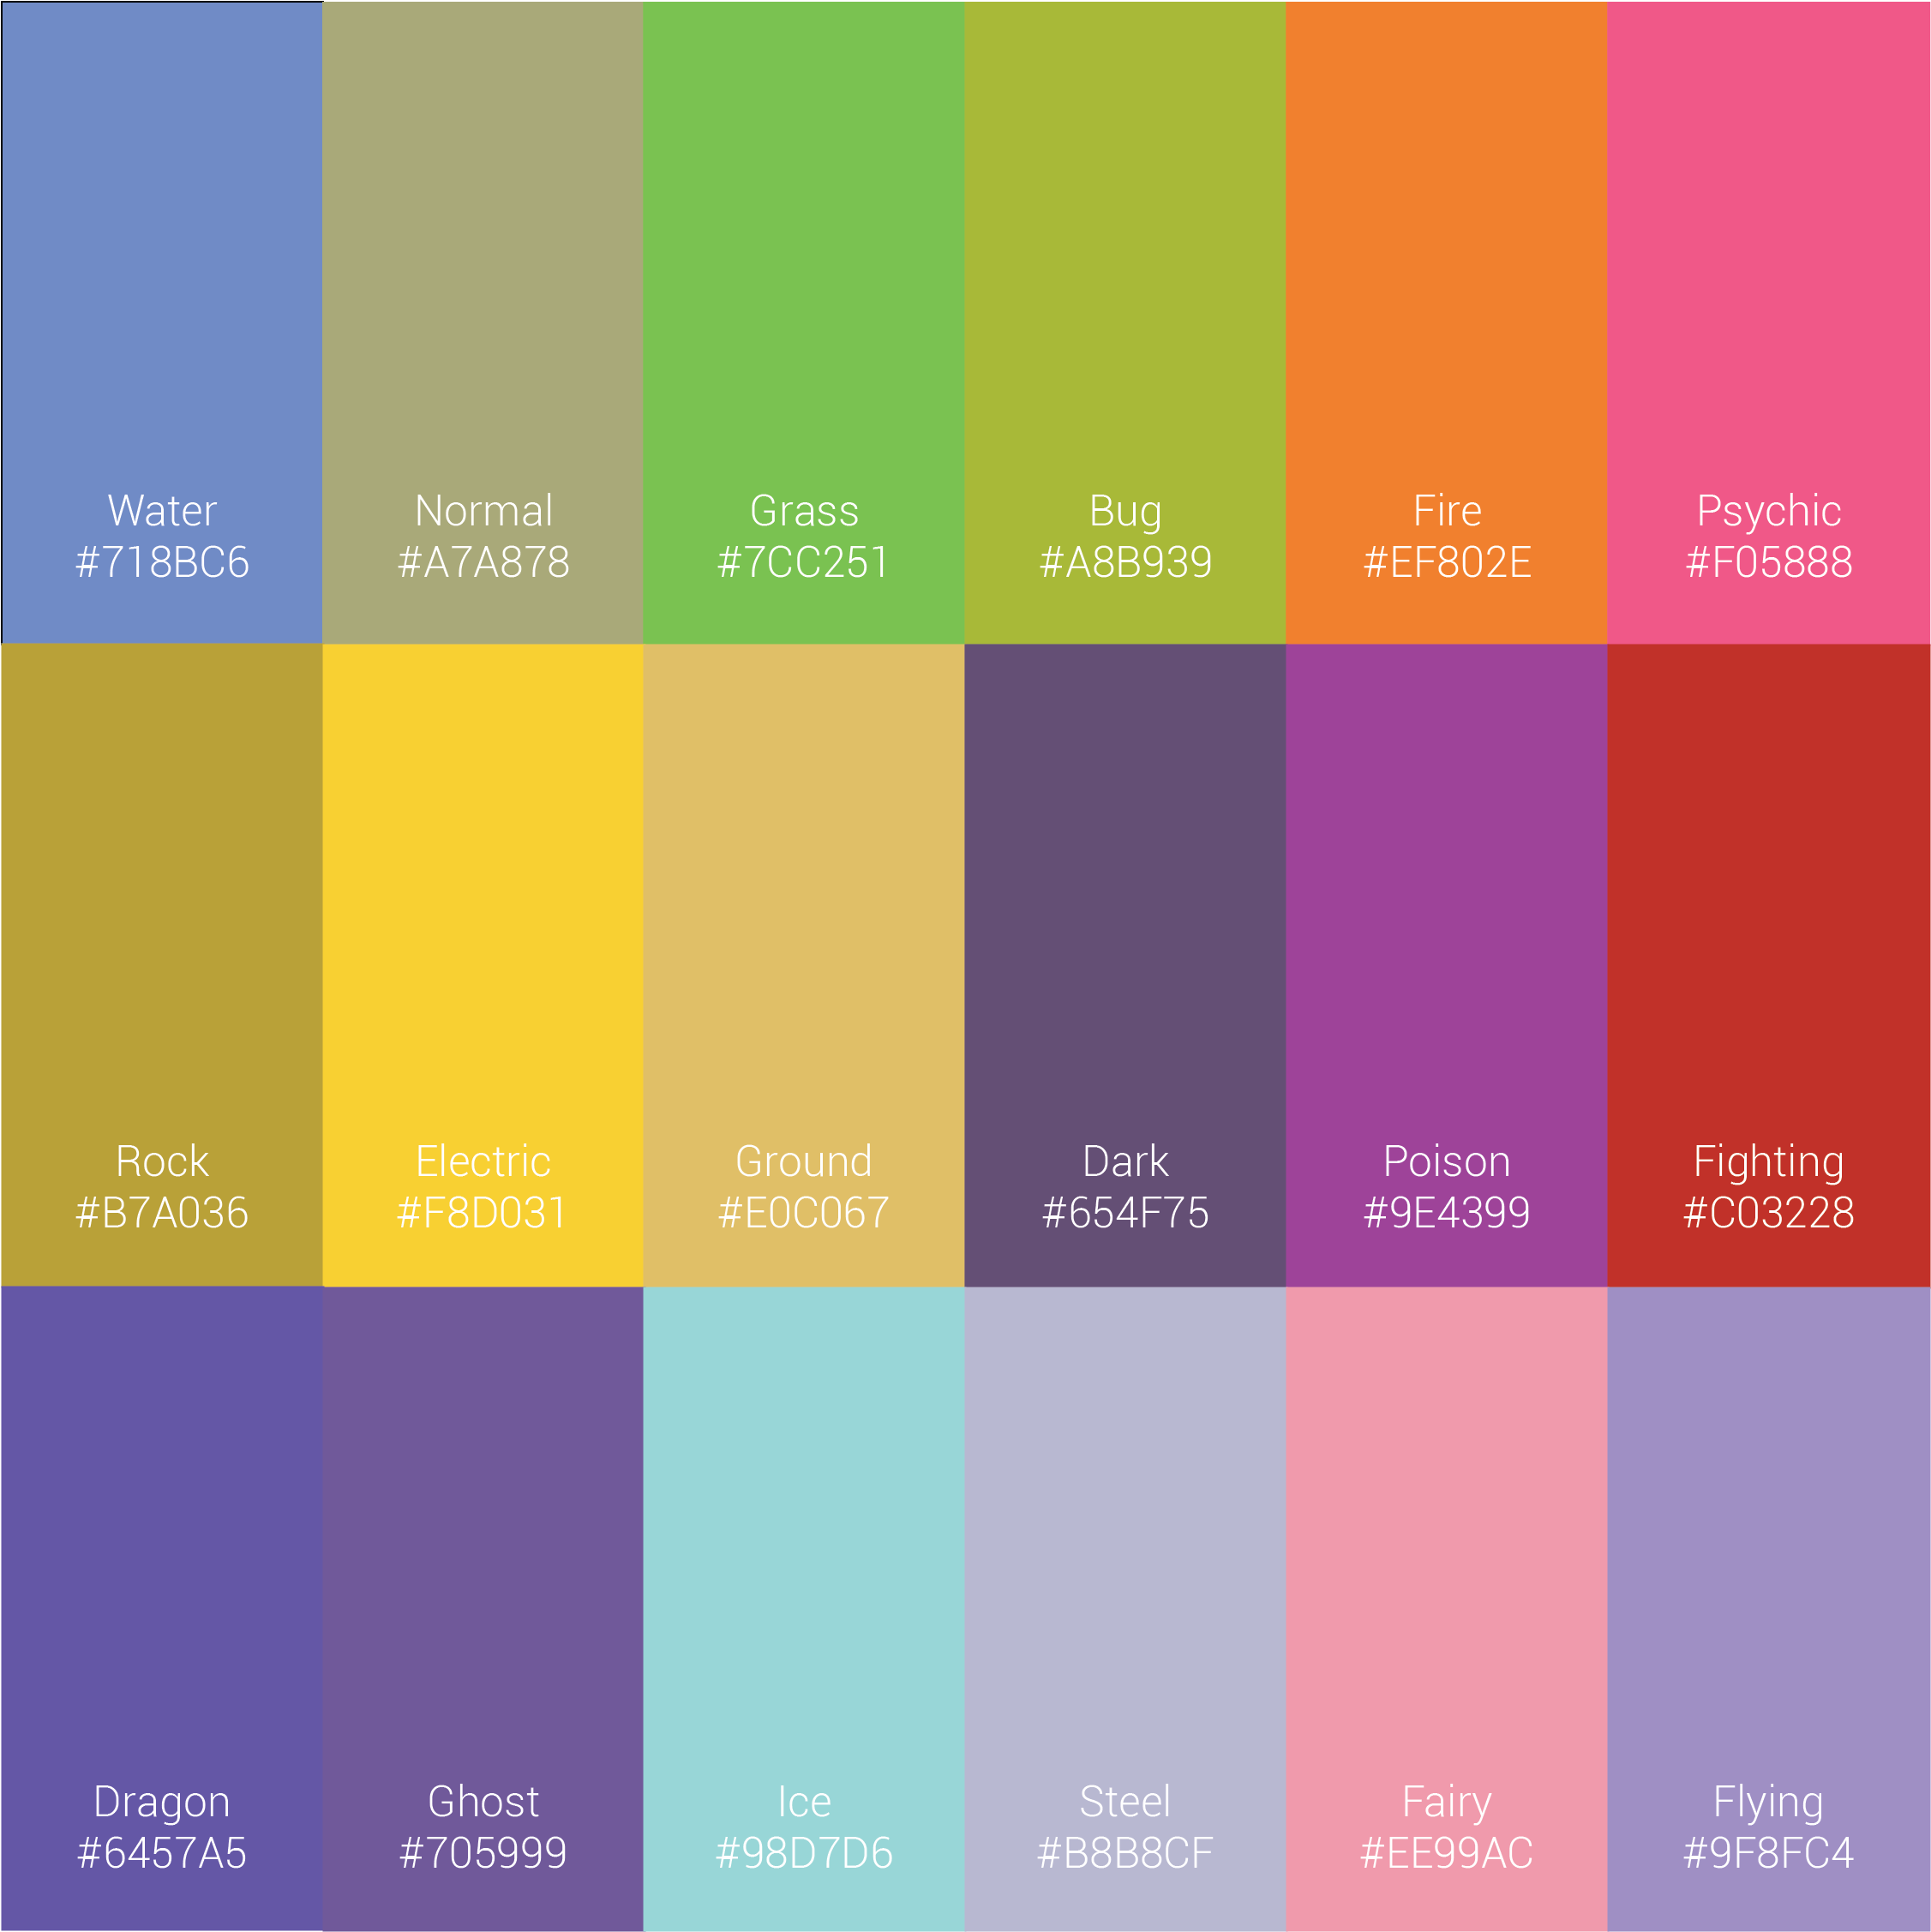 Water
#718BC6
Normal
#A7A878
Grass
#7CC251
Bug
#A8B939
Fire
#EF802E
Psychic
#F05888
Rock
#B7A036
Electric
#F8D031
Ground
#E0C067
Dark
#654F75
Poison
#9E4399
Fighting
#C03228
Dragon
#6457A5
Ghost
#705999
Ice
#98D7D6
Steel
#B8B8CF
Fairy
#EE99AC
Flying
#9F8FC4